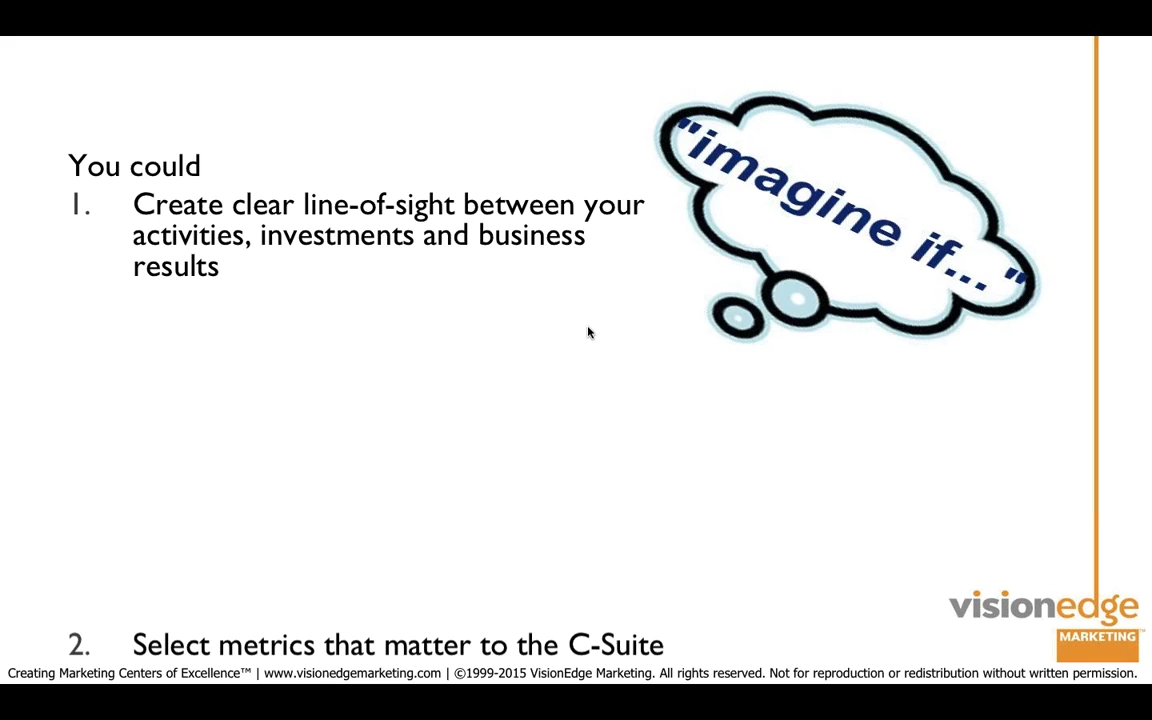 "imagine if... "
You could
1. Create clear line-of-sight between your
activities, investments and business
results
2. Select metrics that matter to the C-Suite
visionedge
MARKETING™
Creating Marketing Centers of Excellence™ | www.visionedgemarketing.com | ©1999-2015 VisionEdge Marketing. All rights reserved. Not for reproduction or redistribution without written permission.